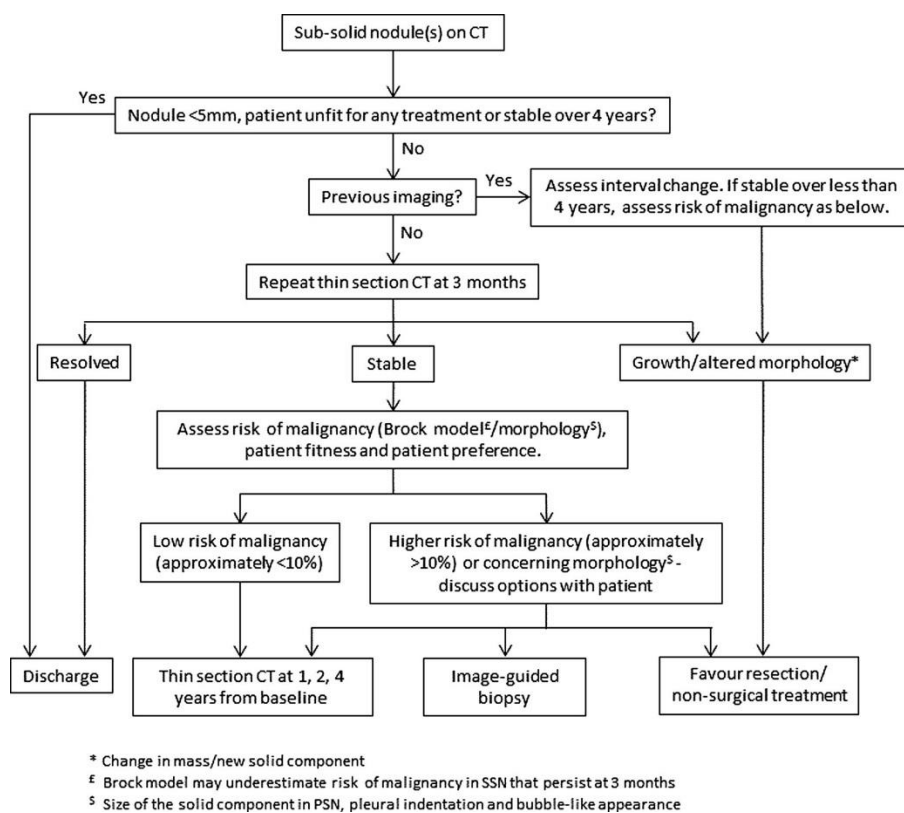 Sub-solid nodule(s) on CT
Yes
Nodule <5mm, patient unfit for any treatment or stable over 4 years?
No
Previous imaging?
Yes
Assess interval change. If stable over less than
4 years, assess risk of malignancy as below.
No
Repeat thin section CT at 3 months
Resolved
Stable
Growth/altered morphology*
Assess risk of malignancy (Brock model£/morphology$),
patient fitness and patient preference.
Low risk of malignancy
(approximately <10%)
Higher risk of malignancy (approximately
>10%) or concerning morphology$ -
discuss options with patient
Discharge
Thin section CT at 1, 2, 4
years from baseline
Image-guided
biopsy
Favour resection/
non-surgical treatment
* Change in mass/new solid component
£ Brock model may underestimate risk of malignancy in SSN that persist at 3 months
$ Size of the solid component in PSN, pleural indentation and bubble-like appearance